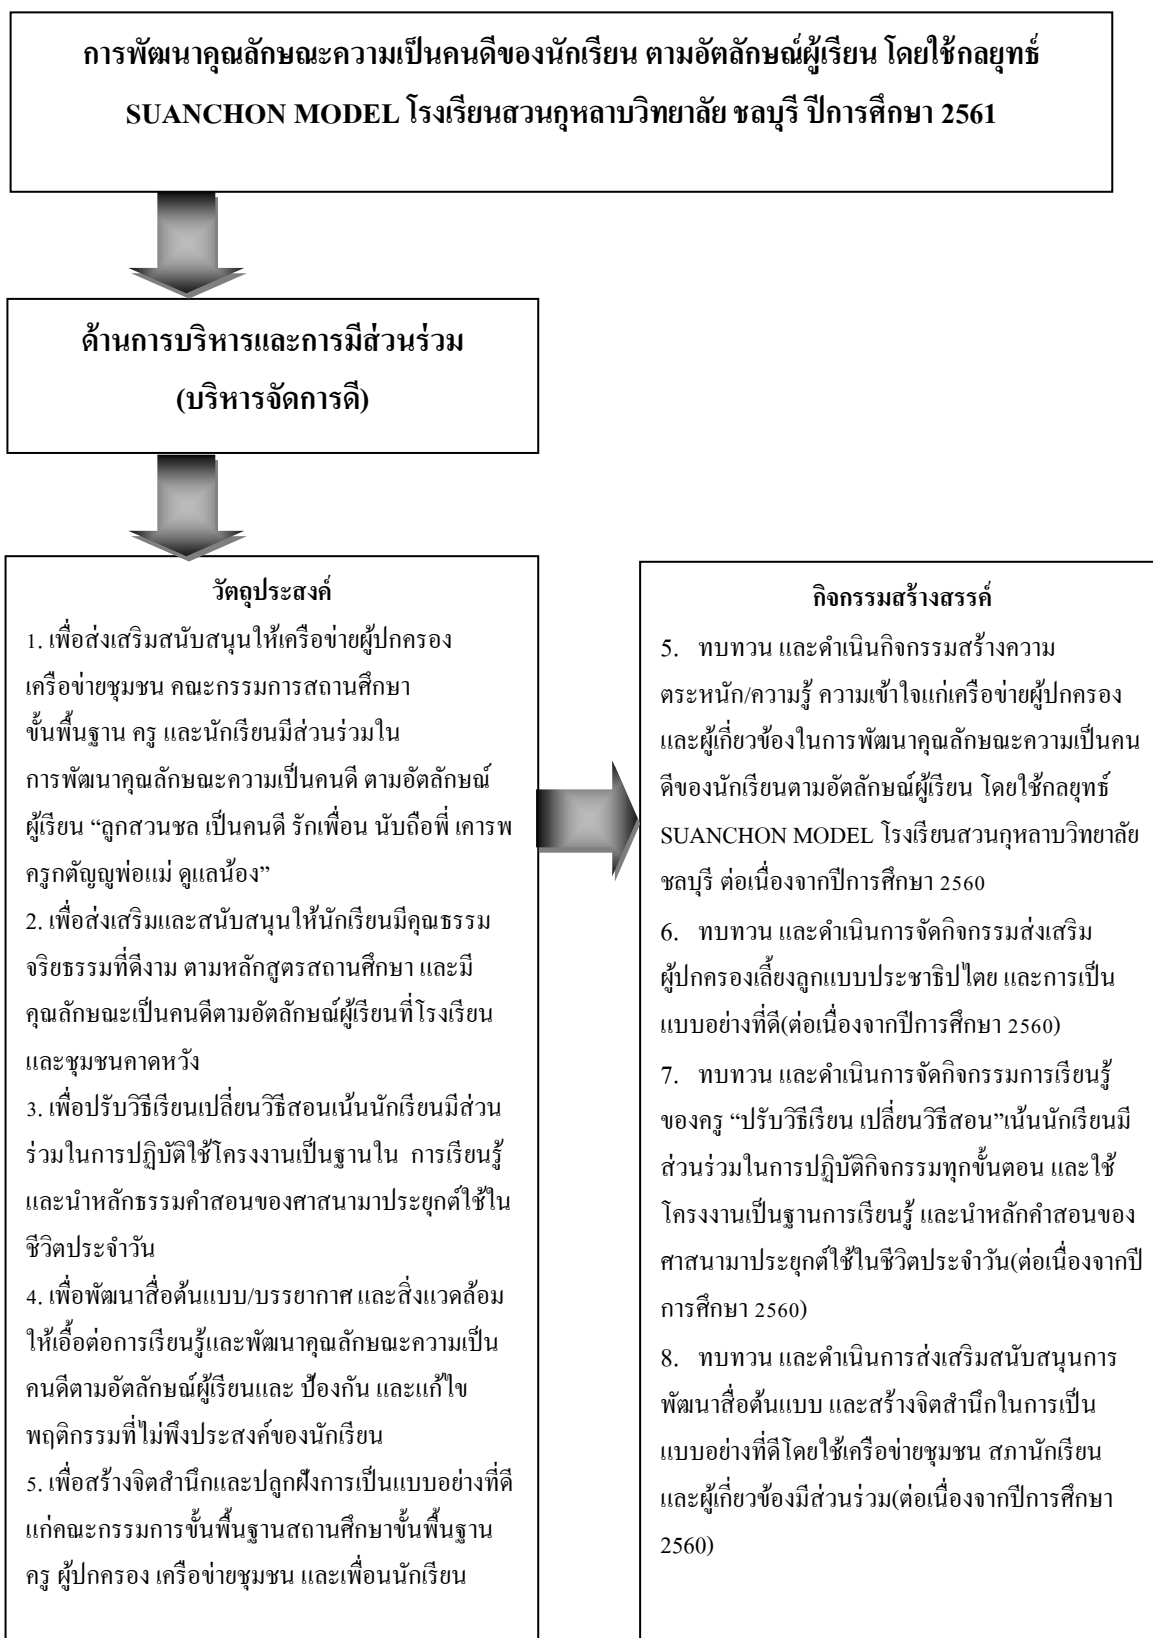 การพัฒนาคุณลักษณะความเป็นคนดีของนักเรียน ตามอัตลักษณ์ผู้เรียน โดยใช้กลยุทธ์
SUANCHON MODEL โรงเรียนสวนกุหลาบวิทยาลัย ชลบุรี ปีการศึกษา 2561
ด้านการบริหารและการมีส่วนร่วม
(บริหารจัดการดี)
วัตถุประสงค์
1. เพื่อส่งเสริมสนับสนุนให้เครือข่ายผู้ปกครอง
เครือข่ายชุมชน คณะกรรมการสถานศึกษา
ขั้นพื้นฐาน ครู และนักเรียนมีส่วนร่วมใน
การพัฒนาคุณลักษณะความเป็นคนดี ตามอัตลักษณ์
ผู้เรียน “ลูกสวนชล เป็นคนดี รักเพื่อน นับถือพี่ เคารพ
ครูกตัญญูพ่อแม่ ดูแลน้อง”
2. เพื่อส่งเสริมและสนับสนุนให้นักเรียนมีคุณธรรม
จริยธรรมที่ดีงาม ตามหลักสูตรสถานศึกษา และมี
คุณลักษณะเป็นคนดีตามอัตลักษณ์ผู้เรียนที่โรงเรียน
และชุมชนคาดหวัง
3. เพื่อปรับวิธีเรียนเปลี่ยนวิธีสอนเน้นนักเรียนมีส่วน
ร่วมในการปฏิบัติใช้โครงงานเป็นฐานใน การเรียนรู้
และนำหลักธรรมคำสอนของศาสนามาประยุกต์ใช้ใน
ชีวิตประจำวัน
4. เพื่อพัฒนาสื่อต้นแบบ/บรรยากาศ และสิ่งแวดล้อม
ให้เอื้อต่อการเรียนรู้และพัฒนาคุณลักษณะความเป็น
คนดีตามอัตลักษณ์ผู้เรียนและ ป้องกัน และแก้ไข
พฤติกรรมที่ไม่พึงประสงค์ของนักเรียน
5. เพื่อสร้างจิตสำนึกและปลูกฝังการเป็นแบบอย่างที่ดี
แก่คณะกรรมการขั้นพื้นฐานสถานศึกษาขั้นพื้นฐาน
ครู ผู้ปกครอง เครือข่ายชุมชน และเพื่อนนักเรียน
กิจกรรมสร้างสรรค์
5. ทบทวน และดำเนินกิจกรรมสร้างความ
ตระหนัก/ความรู้ ความเข้าใจแก่เครือข่ายผู้ปกครอง
และผู้เกี่ยวข้องในการพัฒนาคุณลักษณะความเป็นคน
ดีของนักเรียนตามอัตลักษณ์ผู้เรียน โดยใช้กลยุทธ์
SUANCHON MODEL โรงเรียนสวนกุหลาบวิทยาลัย
ชลบุรี ต่อเนื่องจากปีการศึกษา 2560
6. ทบทวน และดำเนินการจัดกิจกรรมส่งเสริม
ผู้ปกครองเลี้ยงลูกแบบประชาธิปไตย และการเป็น
แบบอย่างที่ดี(ต่อเนื่องจากปีการศึกษา 2560)
7. ทบทวน และดำเนินการจัดกิจกรรมการเรียนรู้
ของครู “ปรับวิธีเรียน เปลี่ยนวิธีสอน”เน้นนักเรียนมี
ส่วนร่วมในการปฏิบัติกิจกรรมทุกขั้นตอน และใช้
โครงงานเป็นฐานการเรียนรู้ และนำหลักคำสอนของ
ศาสนามาประยุกต์ใช้ในชีวิตประจำวัน(ต่อเนื่องจากปี
การศึกษา 2560)
8. ทบทวน และดำเนินการส่งเสริมสนับสนุนการ
พัฒนาสื่อต้นแบบ และสร้างจิตสำนึกในการเป็น
แบบอย่างที่ดีโดยใช้เครือข่ายชุมชน สภานักเรียน
และผู้เกี่ยวข้องมีส่วนร่วม(ต่อเนื่องจากปีการศึกษา
2560)